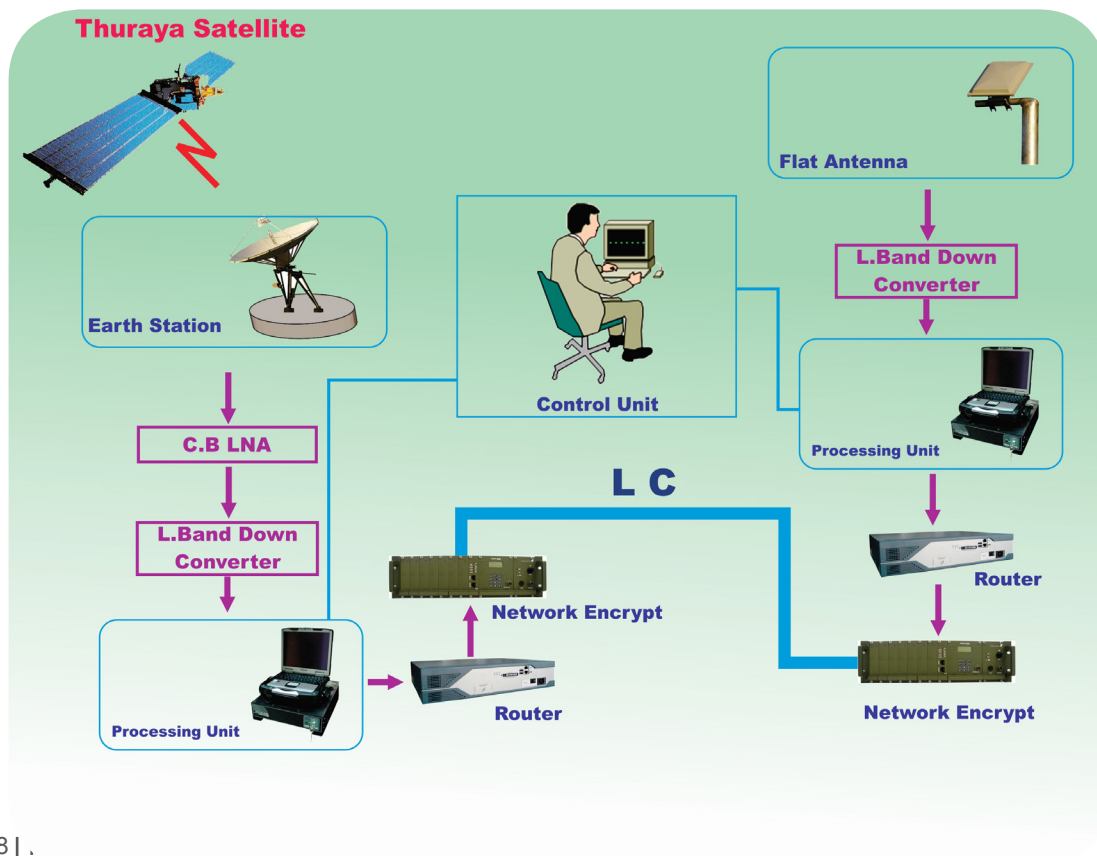 Thuraya Satellite
Flat Antenna
L.Band Down
Converter
Earth Station
Control Unit
Processing Unit
C.B LNA
L C
L.Band Down
Converter
Router
Network Encrypt
Processing Unit
Router
Network Encrypt
8 |